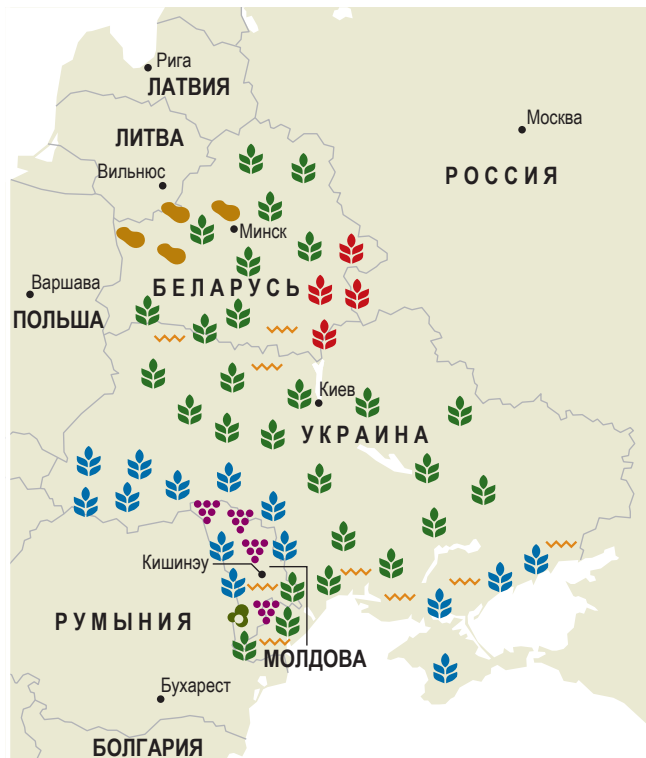 Рига
ЛАТВИЯ
Москва
ЛИТВА
Вильнюс
РОССИЯ
Минск
Варшава
БЕЛАРУСЬ
ПОЛЬША
Киев
УКРАИНА
Кишинэу
РУМЫНИЯ
МОЛДОВА
Бухарест
БОЛГАРИЯ